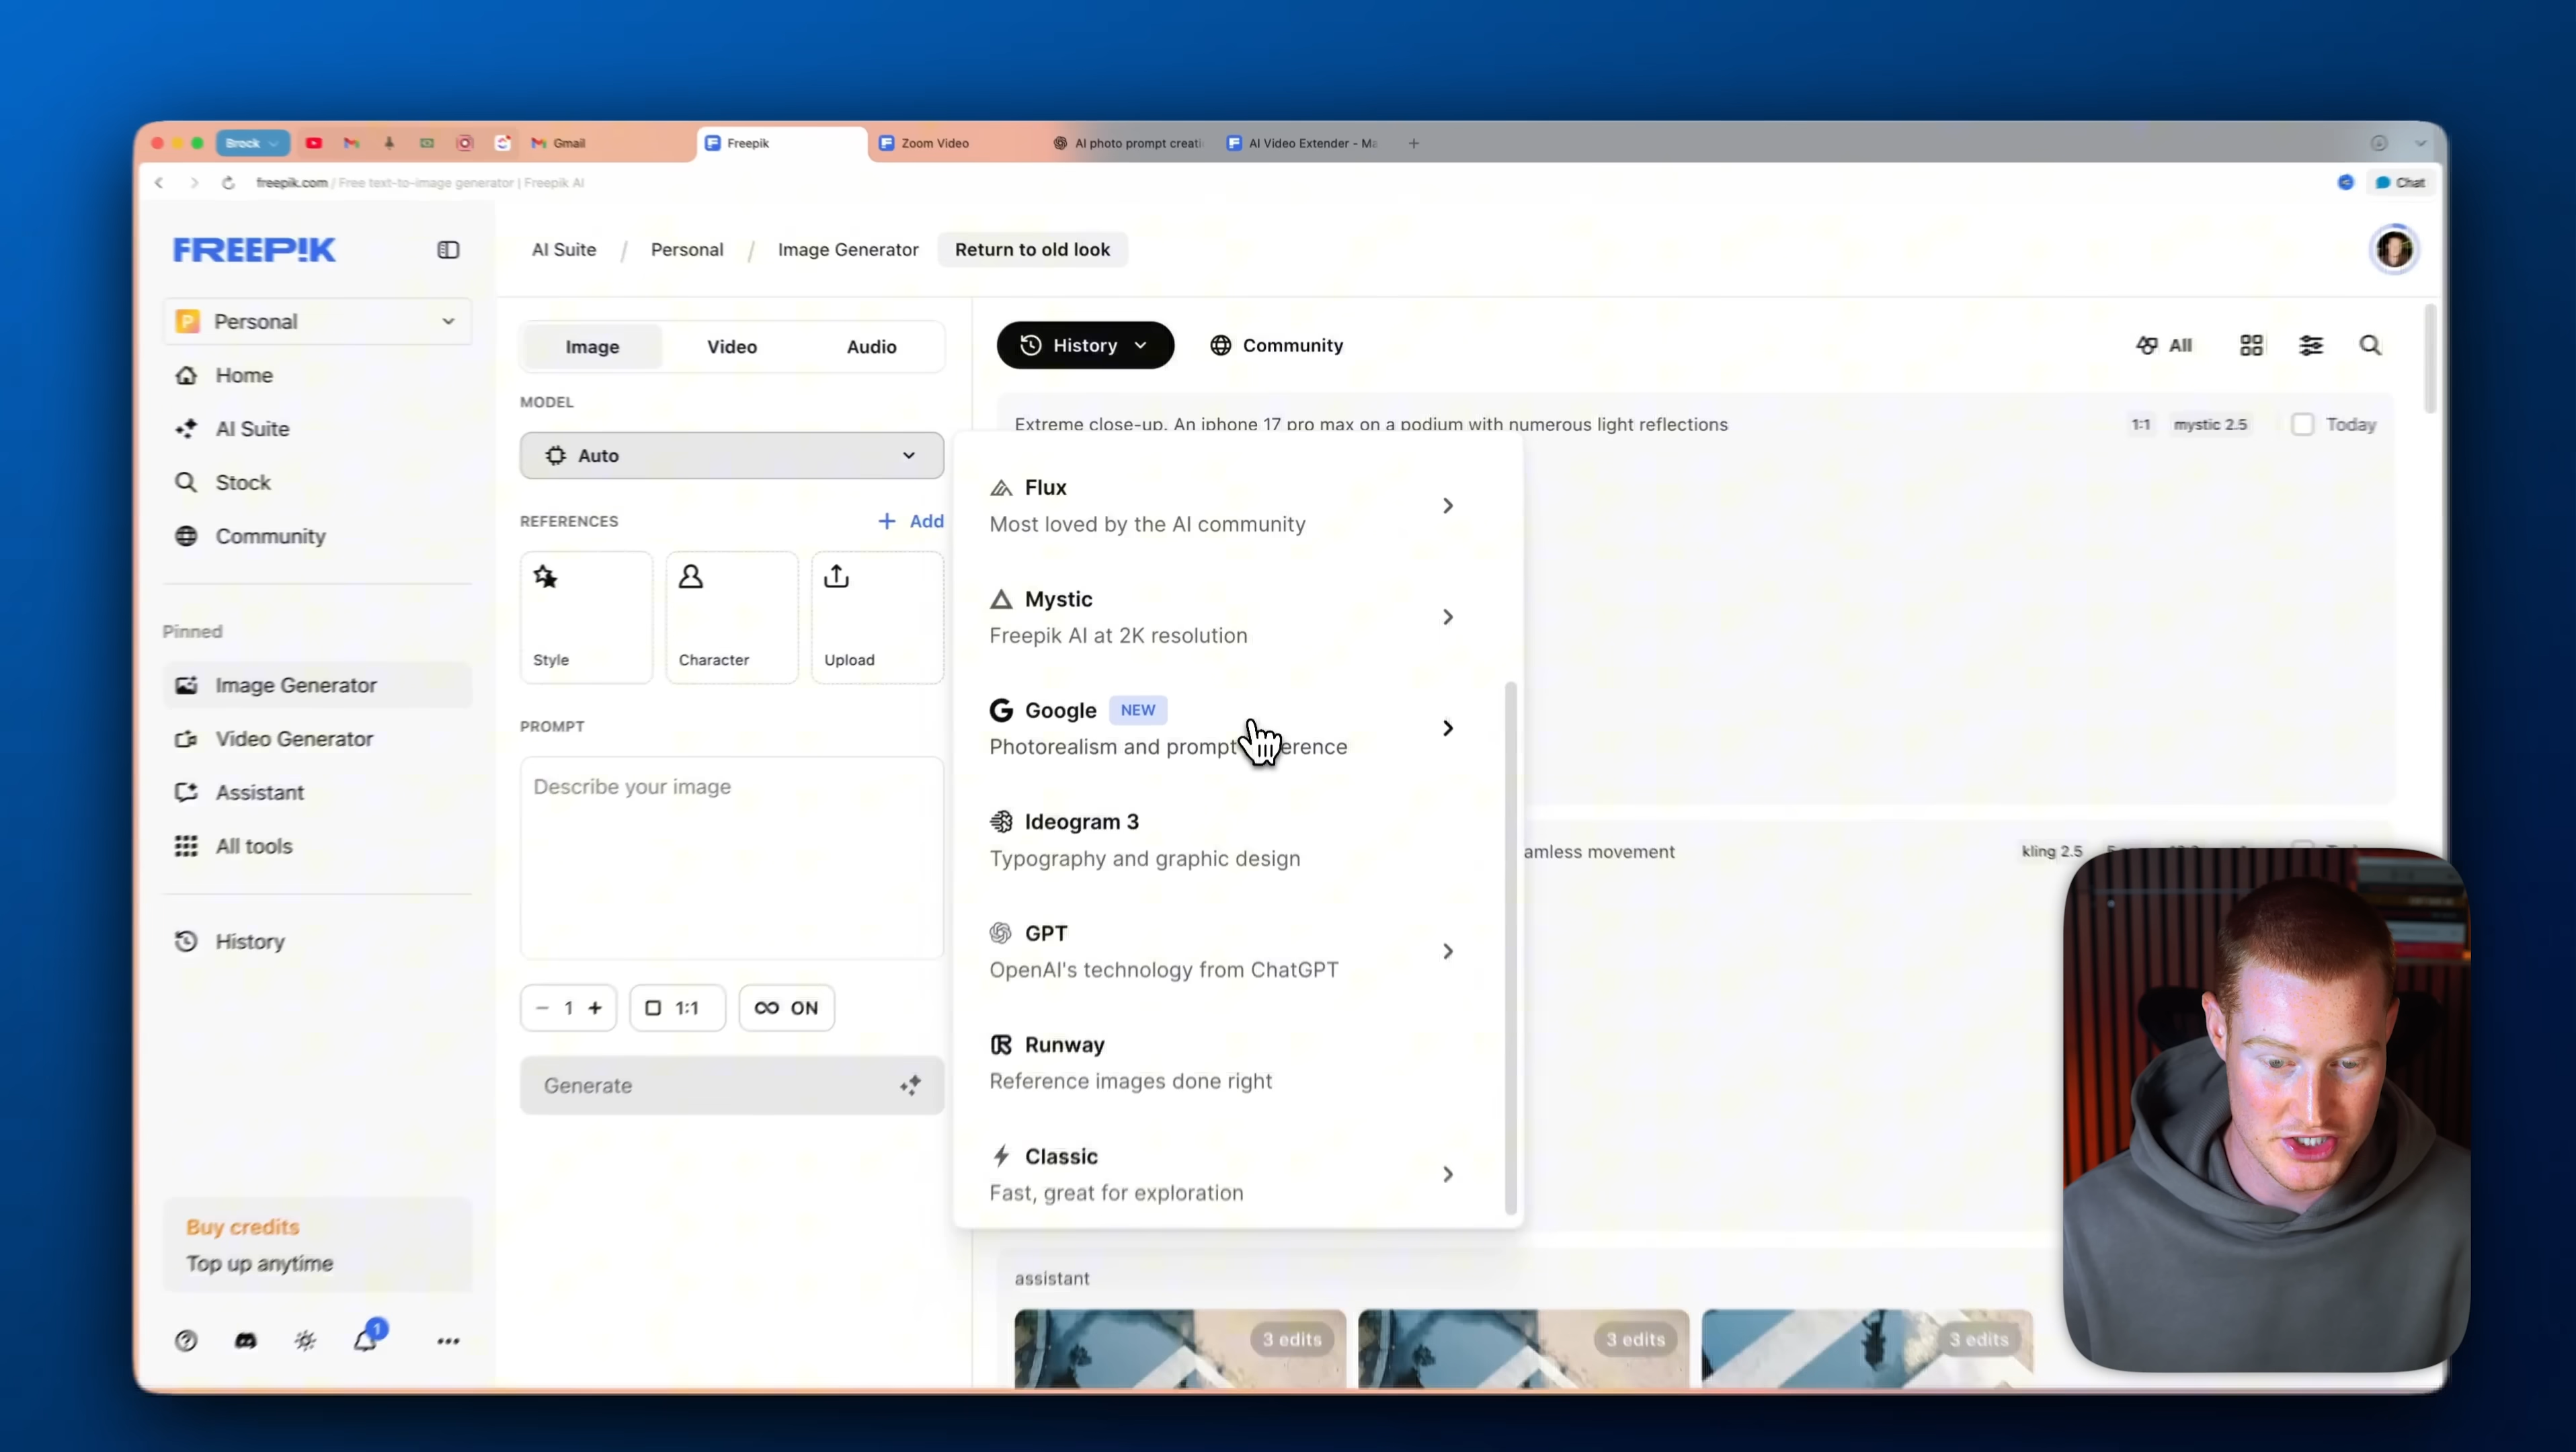 Brock
Gmail
Freepik
Zoom Video
AI photo prompt creati
AI Video Extender - Ma
freepik.com / Free text-to-image generator | Freepik AI
Chat
FREEP!K
AI Suite / Personal / Image Generator
Return to old look
P Personal
Home
AI Suite
Stock
Community
Pinned
Image Generator
Video Generator
Assistant
All tools
History
Buy credits
Top up anytime
1
Image
Video
Audio
MODEL
Auto
REFERENCES
+ Add
Style
Character
Upload
PROMPT
Describe your image
− 1 +
1:1
ON
Generate
History
Community
All
Extreme close-up. An iphone 17 pro max on a podium with numerous light reflections
1:1
mystic 2.5
Today
Flux
Most loved by the AI community
Mystic
Freepik AI at 2K resolution
Google NEW
Photorealism and prompt erence
Ideogram 3
Typography and graphic design
GPT
OpenAI's technology from ChatGPT
Runway
Reference images done right
Classic
Fast, great for exploration
amless movement
kling 2.5
assistant
3 edits
3 edits
3 edits